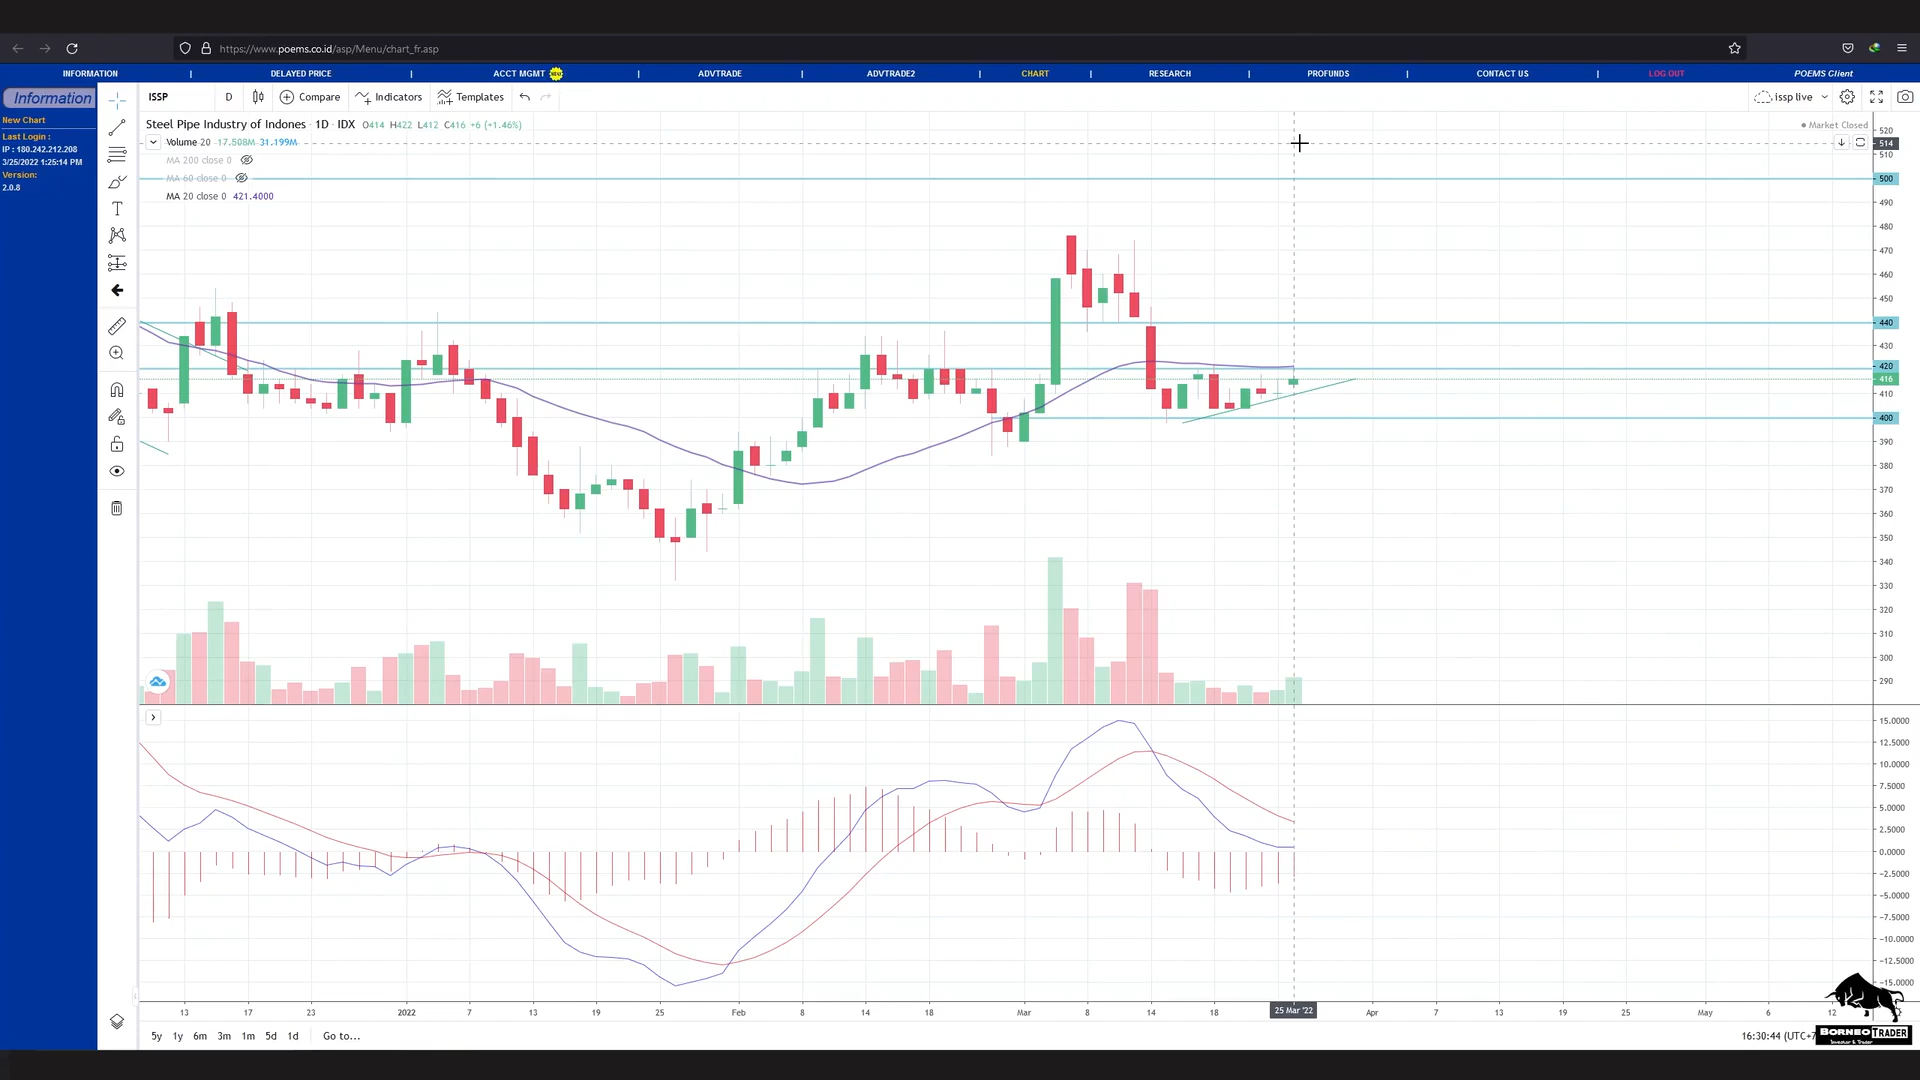 https://www.poems.co.id/asp/Menu/chart_fr.asp
INFORMATION | DELAYED PRICE | ACCT MGMT NEW | ADVTRADE | ADVTRADE2 | CHART | RESEARCH | PROFUNDS | CONTACT US | LOG OUT POEMS Client
Information
New Chart
Last Login :
IP : 180.242.212.208
3/25/2022 1:25:14 PM
Version:
2.0.8
ISSP D Compare Indicators Templates issp live
Steel Pipe Industry of Indones · 1D · IDX O414 H422 L412 C416 +6 (+1.46%)
Market Closed
Volume 20 17.508M 31.199M
MA 200 close 0
MA 60 close 0
MA 20 close 0 421.4000
520
514
510
500
490
480
470
460
450
440
430
420
416
410
400
390
380
370
360
350
340
330
320
310
300
290
15.0000
12.5000
10.0000
7.5000
5.0000
2.5000
0.0000
-2.5000
-5.0000
-7.5000
-10.0000
-12.5000
-15.0000
13 17 23 2022 7 13 19 25 Feb 8 14 18 Mar 8 14 18 25 Mar '22 Apr 7 13 19 25 May 6 12
5y 1y 6m 3m 1m 5d 1d Go to...
16:30:44 (UTC+7
BORNEO TRADER
Investor & Trader